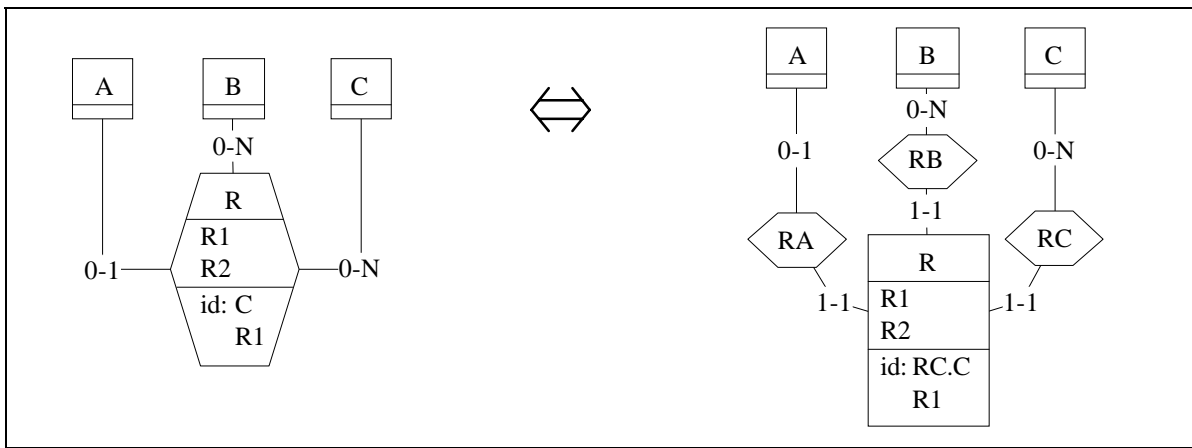 A B C
0-N
R
R1
R2
0-1 0-N
id: C
R1
A B C
0-N
0-1 RB 0-N
1-1
RA RC
R
1-1 1-1
R1
R2
id: RC.C
R1